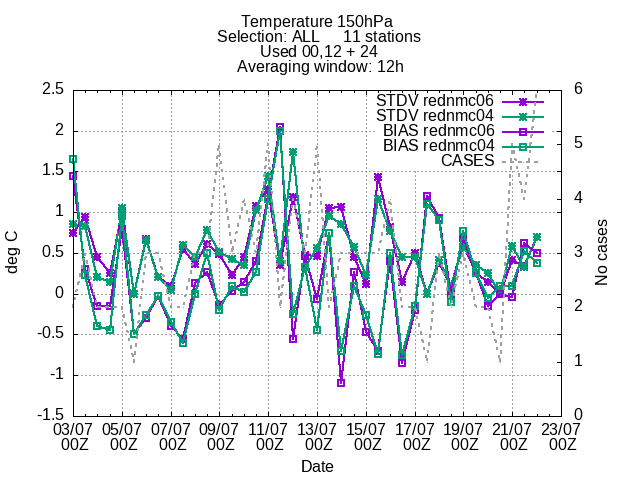 Temperature 150hPa
Selection: ALL 11 stations
Used 00,12 + 24
Averaging window: 12h
2.5
2
1.5
1
0.5
0
-0.5
-1
-1.5
deg C
6
5
4
3
2
1
0
No cases
STDV rednmc06
STDV rednmc04
BIAS rednmc06
BIAS rednmc04
CASES
03/07 05/07 07/07 09/07 11/07 13/07 15/07 17/07 19/07 21/07 23/07
00Z 00Z 00Z 00Z 00Z 00Z 00Z 00Z 00Z 00Z 00Z
Date